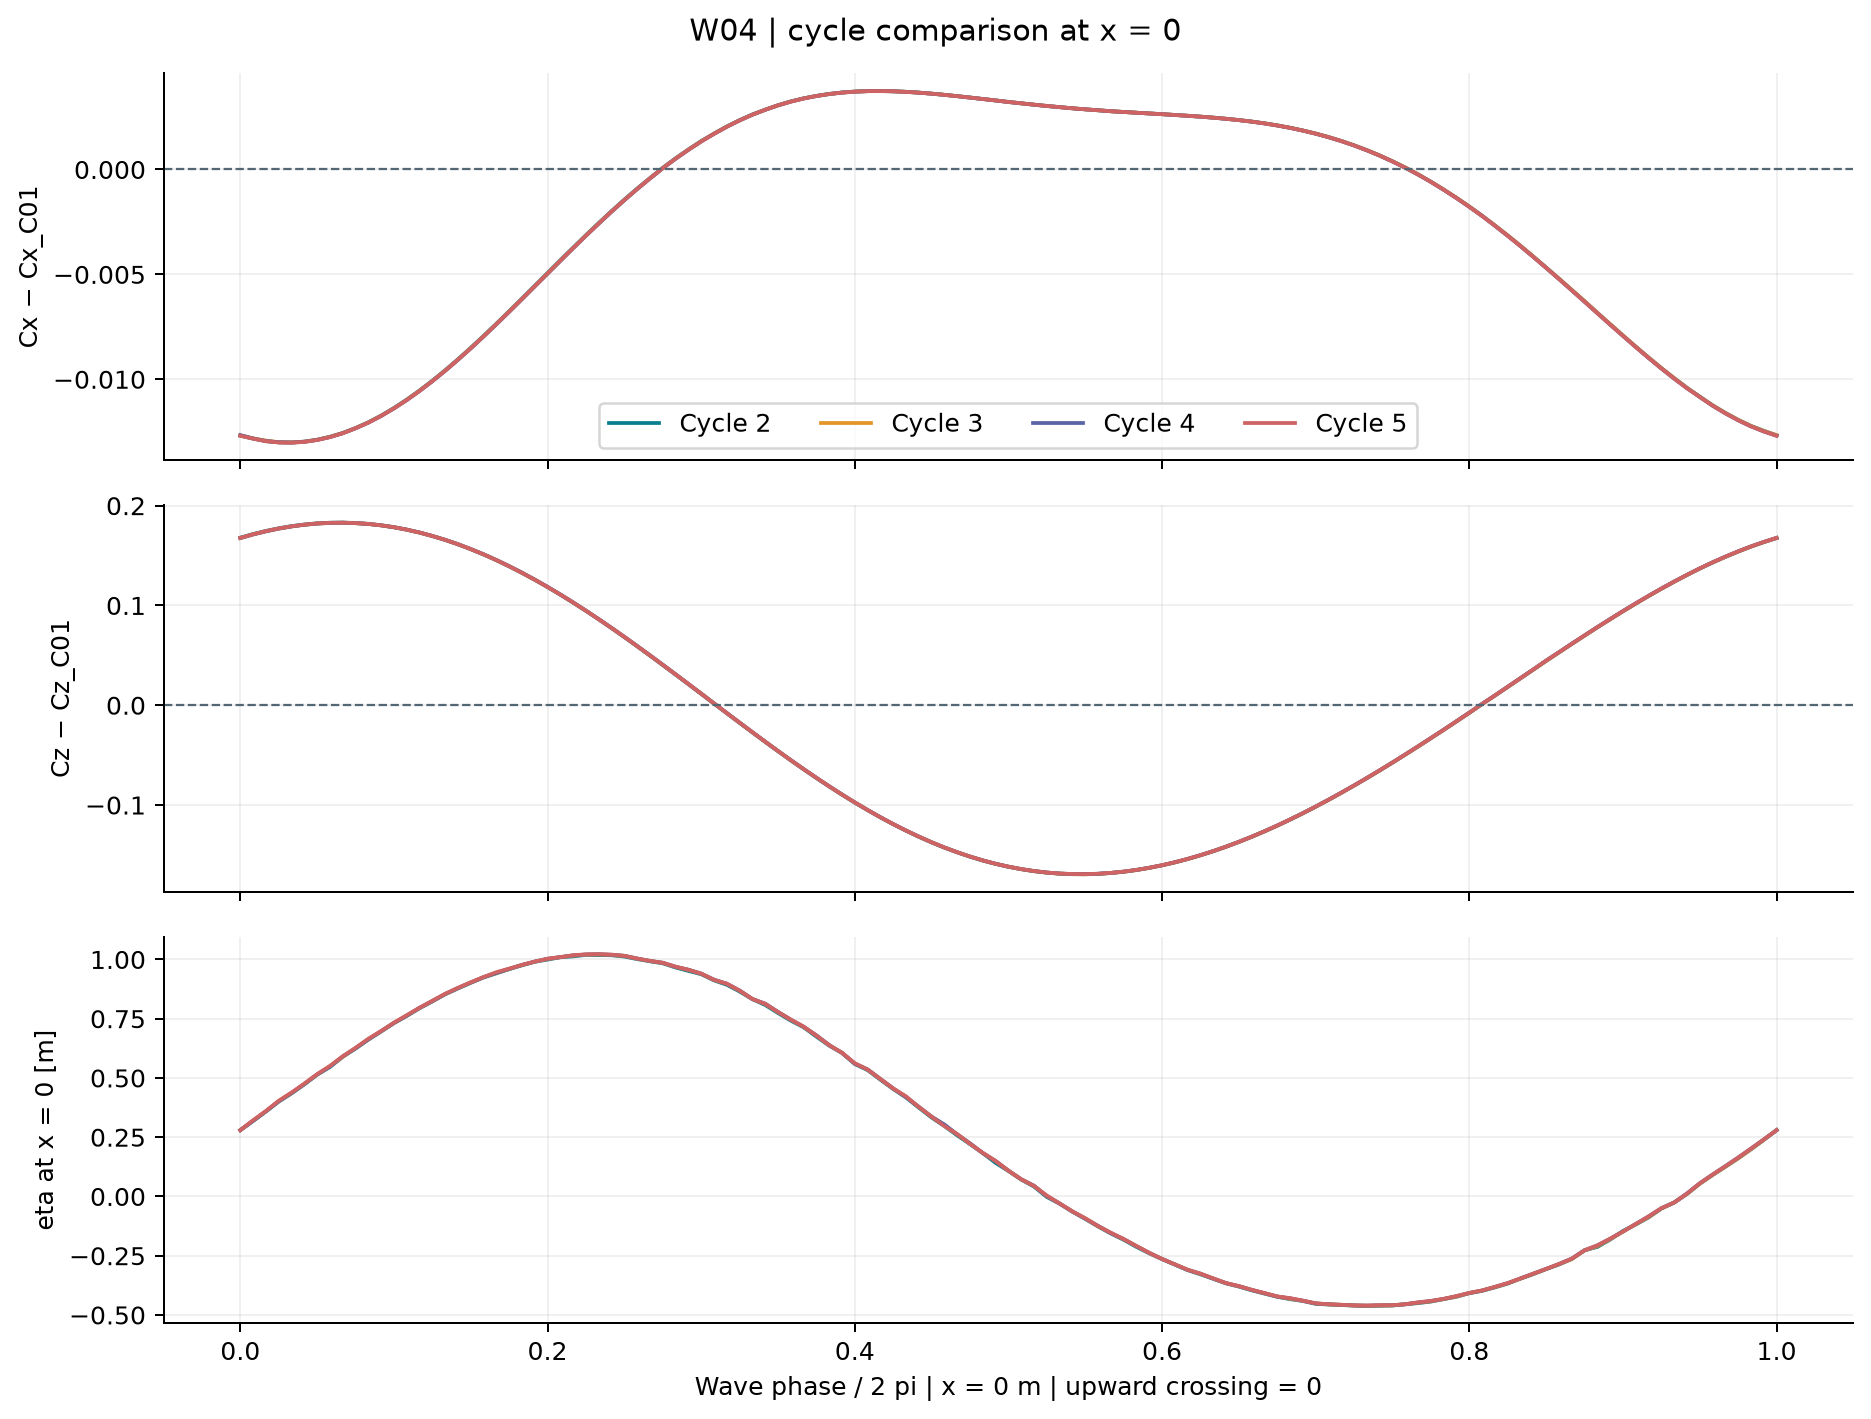 W04 | cycle comparison at x = 0
Cx − Cx_C01
0.000
−0.005
−0.010
Cycle 2
Cycle 3
Cycle 4
Cycle 5
Cz − Cz_C01
0.2
0.1
0.0
−0.1
eta at x = 0 [m]
1.00
0.75
0.50
0.25
0.00
−0.25
−0.50
0.0
0.2
0.4
0.6
0.8
1.0
Wave phase / 2 pi | x = 0 m | upward crossing = 0